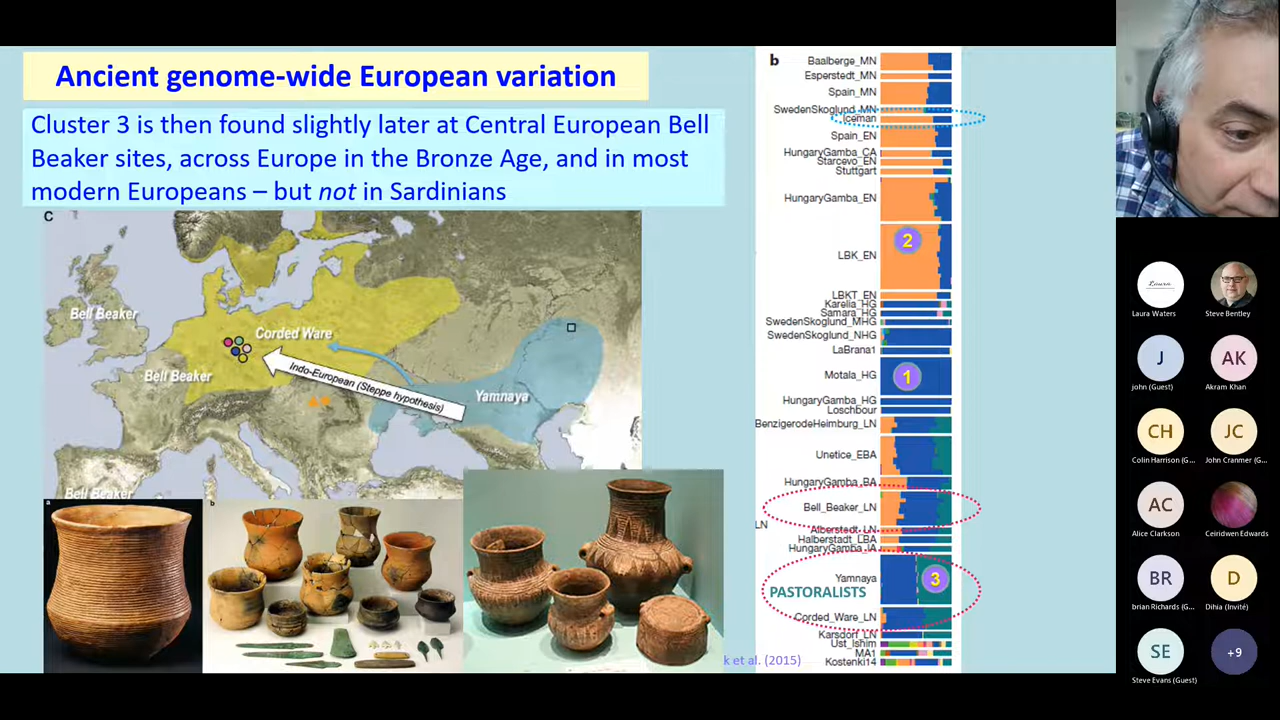 Ancient genome-wide European variation
Cluster 3 is then found slightly later at Central European Bell
Beaker sites, across Europe in the Bronze Age, and in most
modern Europeans – but not in Sardinians
C
Bell Beaker
Corded Ware
Bell Beaker
Indo-European (Steppe hypothesis)
Yamnaya
Bell Beaker
a
b
k et al. (2015)
b
Baalberge_MN
Esperstedt_MN
Spain_MN
SwedenSkoglund_MN
Iceman
Spain_EN
HungaryGamba_CA
Starcevo_EN
Stuttgart
HungaryGamba_EN
2
LBK_EN
LBKT_EN
Karelia_HG
Samara_HG
SwedenSkoglund_MHG
SwedenSkoglund_NHG
LaBrana1
Motala_HG
1
HungaryGamba_HG
Loschbour
BenzigerodeHeimburg_LN
Unetice_EBA
HungaryGamba_BA
Bell_Beaker_LN
LN
Alberstedt_LN
Halberstadt_LBA
HungaryGamba_IA
Yamnaya
3
PASTORALISTS
Corded_Ware_LN
Karsdorf_LN
Ust_Ishim
MA1
Kostenki14
Laura Waters
Steve Bentley
J
AK
john (Guest)
Akram Khan
CH
JC
Colin Harrison (G...
John Cranmer (G...
AC
Alice Clarkson
Ceiridwen Edwards
BR
D
brian Richards (G...
Dihia (Invité)
SE
+9
Steve Evans (Guest)